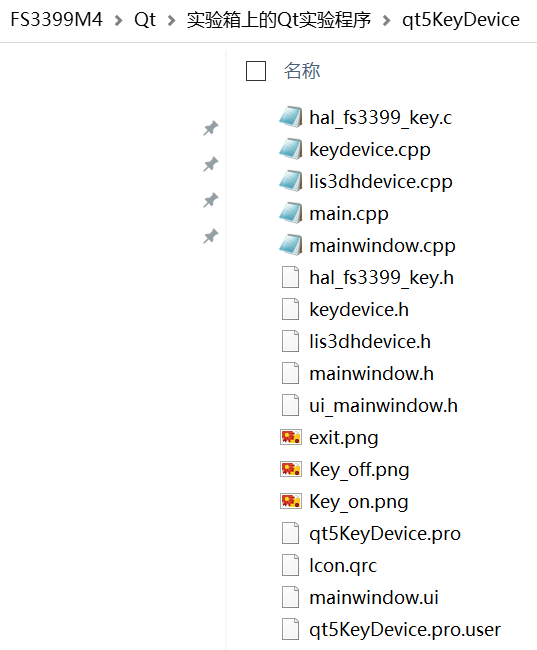 FS3399M4 > Qt > 实验箱上的Qt实验程序 > qt5KeyDevice
名称
hal_fs3399_key.c
keydevice.cpp
lis3dhdevice.cpp
main.cpp
mainwindow.cpp
hal_fs3399_key.h
keydevice.h
lis3dhdevice.h
mainwindow.h
ui_mainwindow.h
exit.png
Key_off.png
Key_on.png
qt5KeyDevice.pro
Icon.qrc
mainwindow.ui
qt5KeyDevice.pro.user